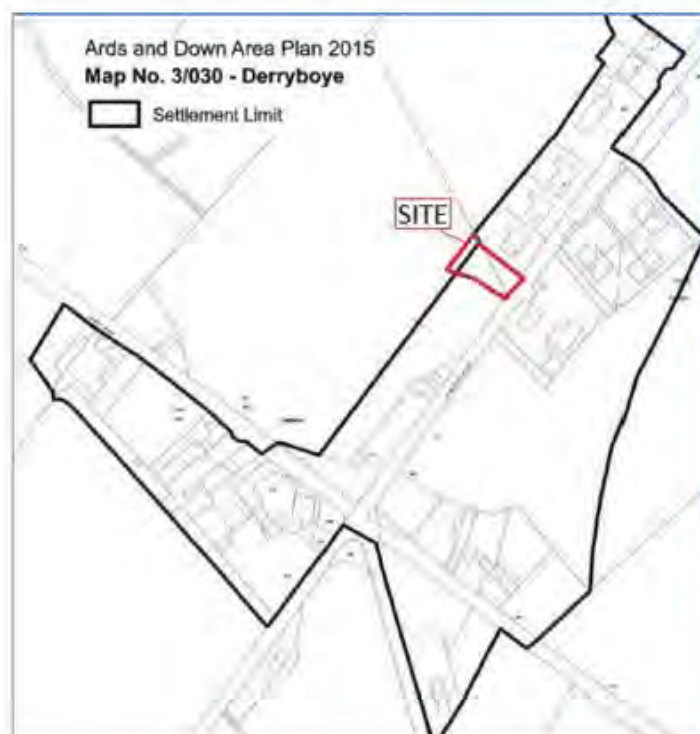 Ards and Down Area Plan 2015
Map No. 3/030 - Derryboye
Settlement Limit
SITE